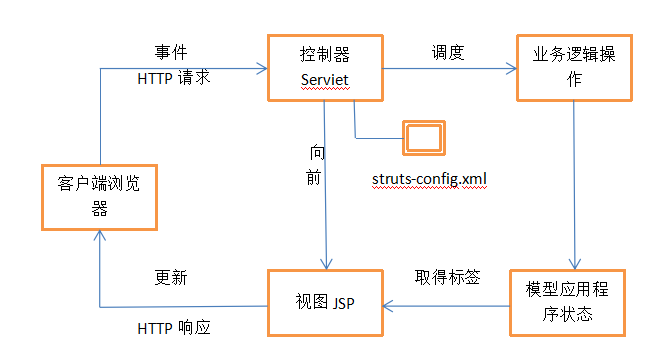 事件
HTTP 请求
控制器
Serviet
调度
业务逻辑操
作
向
前
struts-config.xml
客户端浏览
器
更新
HTTP 响应
视图 JSP
取得标签
模型应用程
序状态